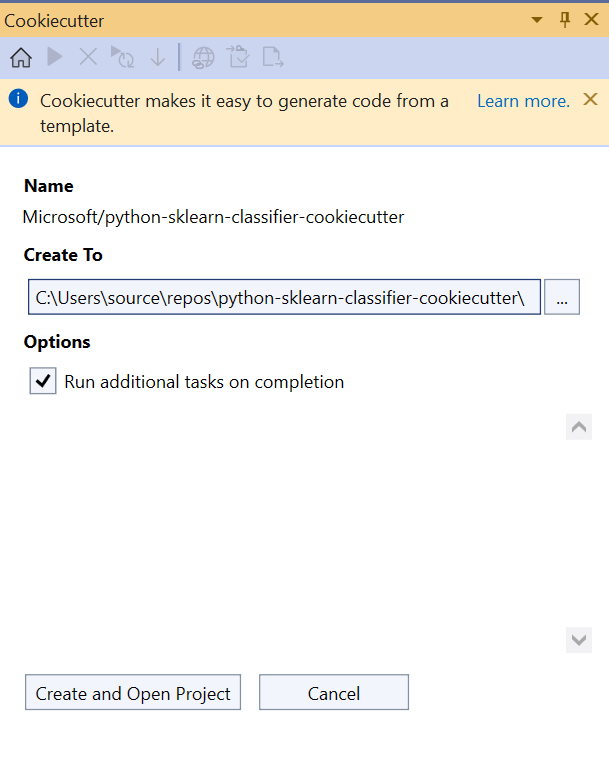 Cookiecutter
Cookiecutter makes it easy to generate code from a Learn more.
template.
Name
Microsoft/python-sklearn-classifier-cookiecutter
Create To
C:\Users\source\repos\python-sklearn-classifier-cookiecutter\ ...
Options
Run additional tasks on completion
Create and Open Project Cancel